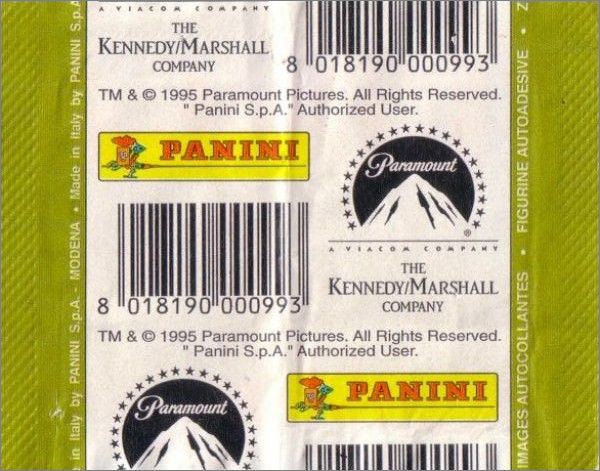 A VIACOM COMPANY
THE
KENNEDY/MARSHALL
COMPANY
8 018190 000993
TM & © 1995 Paramount Pictures. All Rights Reserved.
" Panini S.p.A." Authorized User.
PANINI
Paramount
®
A VIACOM COMPANY
THE
KENNEDY/MARSHALL
COMPANY
8 018190 000993
TM & © 1995 Paramount Pictures. All Rights Reserved.
" Panini S.p.A." Authorized User.
Paramount
PANINI
in Italy by PANINI S.p.A. - MODENA • Made in Italy by PANINI S.p.A.
IMAGES AUTOCOLLANTES • FIGURINE AUTOADESIVE •